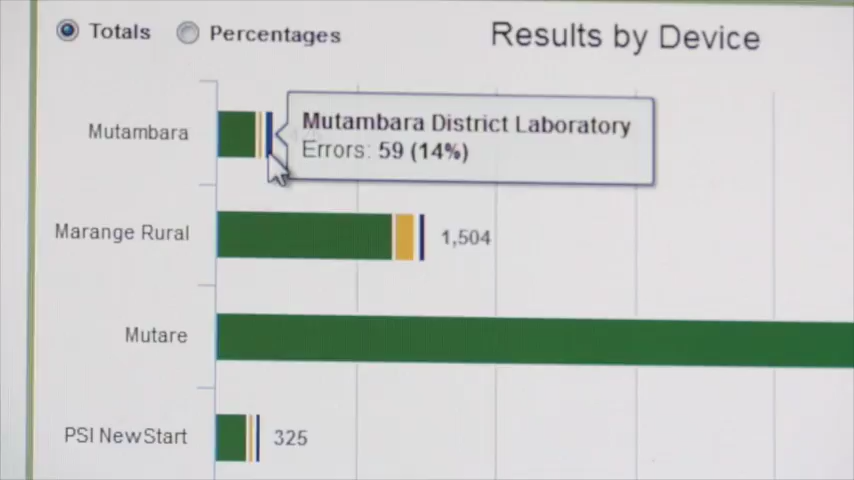 Totals Percentages
Results by Device
Mutambara
Mutambara District Laboratory
Errors: 59 (14%)
Marange Rural
1,504
Mutare
PSI NewStart
325